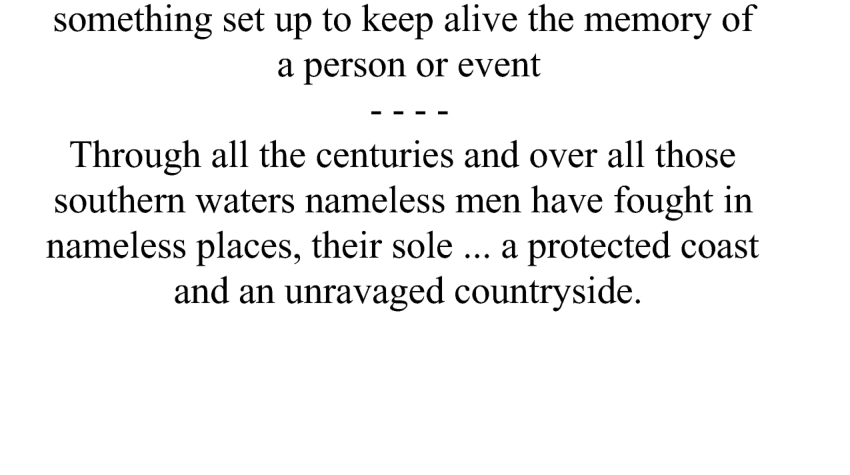 something set up to keep alive the memory of
a person or event
- - - -
Through all the centuries and over all those
southern waters nameless men have fought in
nameless places, their sole ... a protected coast
and an unravaged countryside.